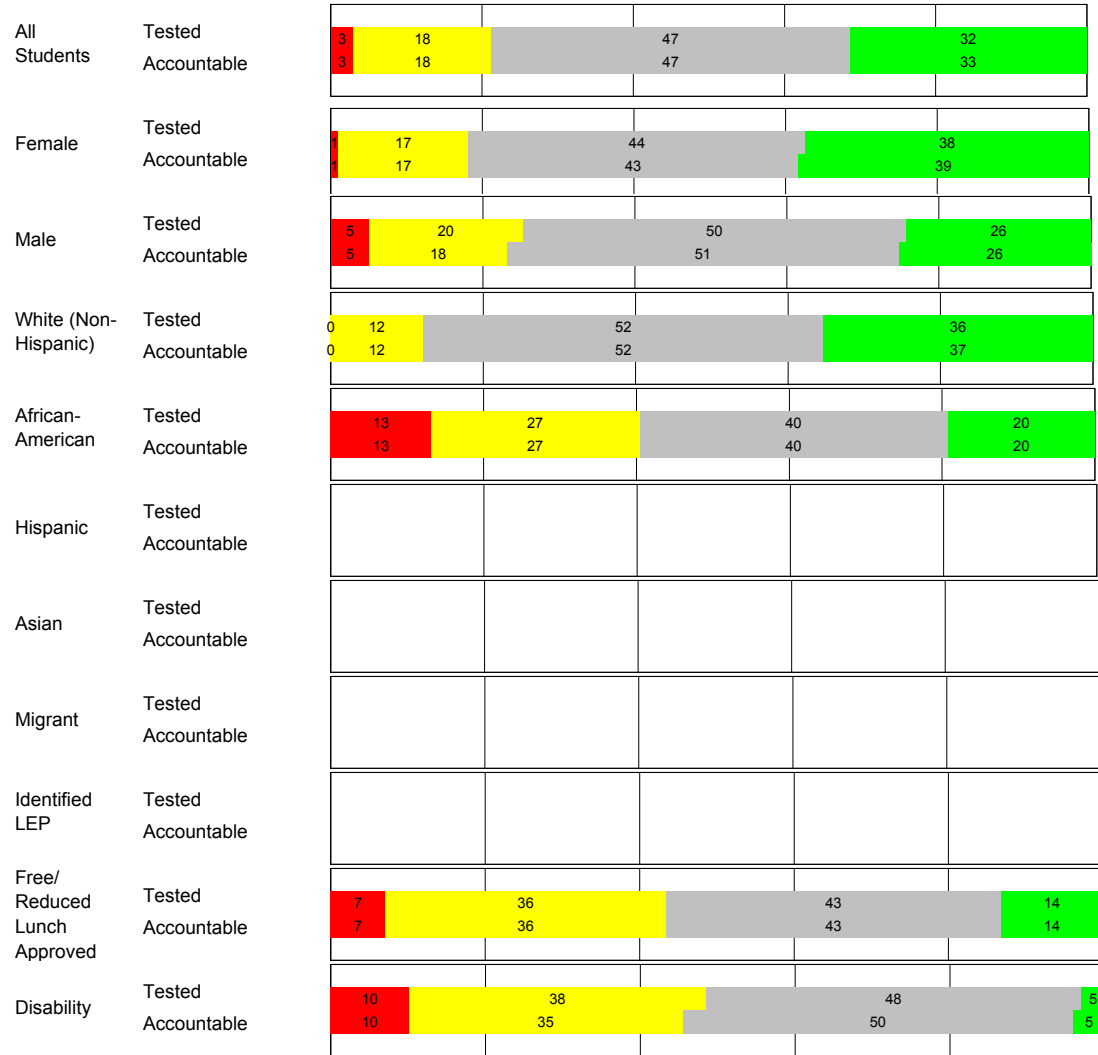 All
Students
Tested
Accountable
3 18 47 32
3 18 47 33
Female
Tested
Accountable
1 17 44 38
1 17 43 39
Male
Tested
Accountable
5 20 50 26
5 18 51 26
White (Non-
Hispanic)
Tested
Accountable
0 12 52 36
0 12 52 37
African-
American
Tested
Accountable
13 27 40 20
13 27 40 20
Hispanic
Tested
Accountable
Asian
Tested
Accountable
Migrant
Tested
Accountable
Identified
LEP
Tested
Accountable
Free/
Reduced
Lunch
Approved
Tested
Accountable
7 36 43 14
7 36 43 14
Disability
Tested
Accountable
10 38 48 5
10 35 50 5